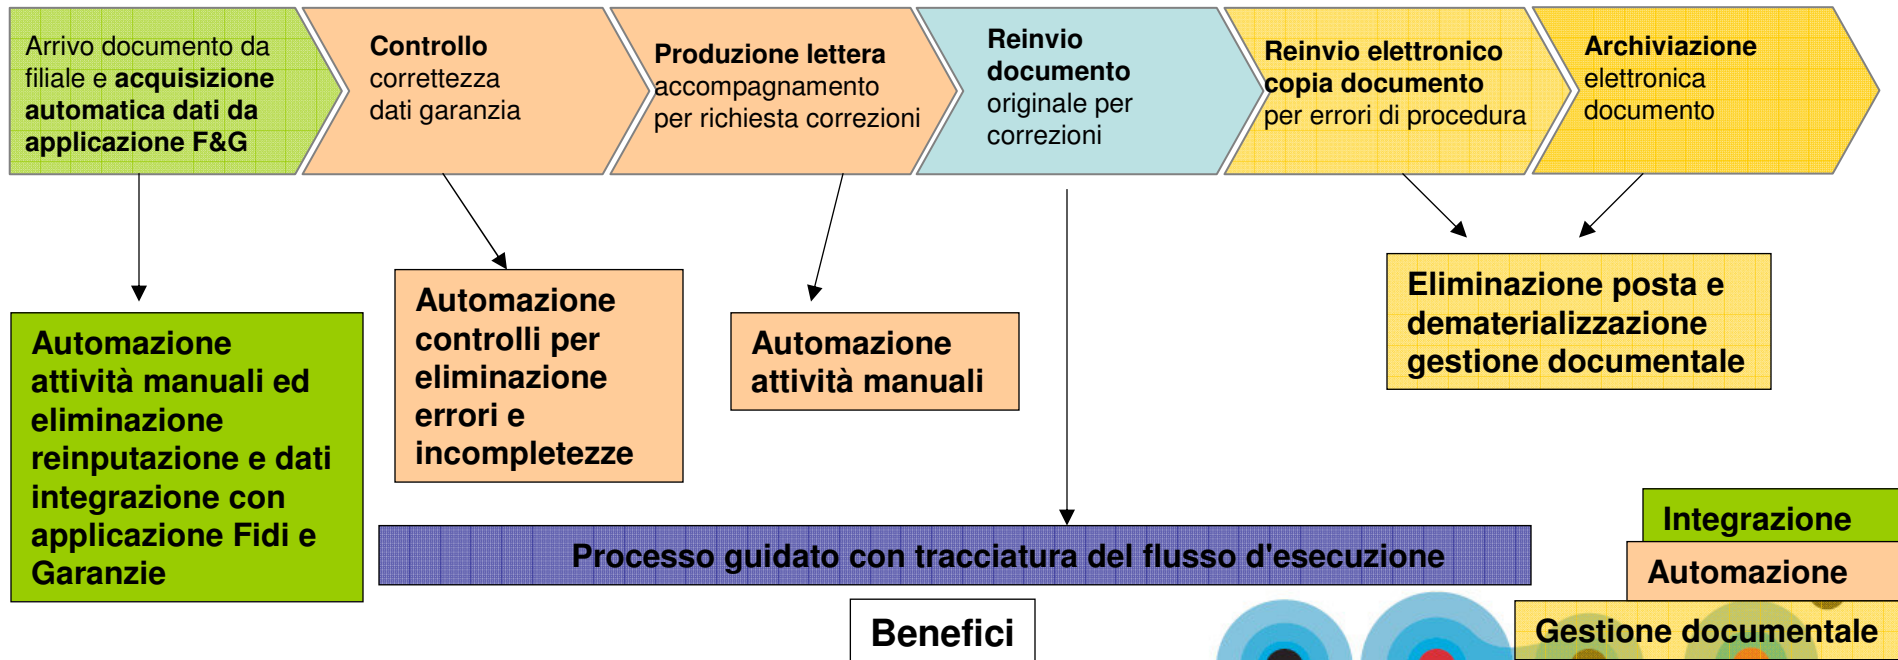 Arrivo documento da
filiale e acquisizione
automatica dati da
applicazione F&G
Controllo
correttezza
dati garanzia
Produzione lettera
accompagnamento
per richiesta correzioni
Reinvio
documento
originale per
correzioni
Reinvio elettronico
copia documento
per errori di procedura
Archiviazione
elettronica
documento
Automazione
attività manuali ed
eliminazione
reinputazione e dati
integrazione con
applicazione Fidi e
Garanzie
Automazione
controlli per
eliminazione
errori e
incompletezze
Automazione
attività manuali
Eliminazione posta e
dematerializzazione
gestione documentale
Processo guidato con tracciatura del flusso d'esecuzione
Benefici
Integrazione
Automazione
Gestione documentale